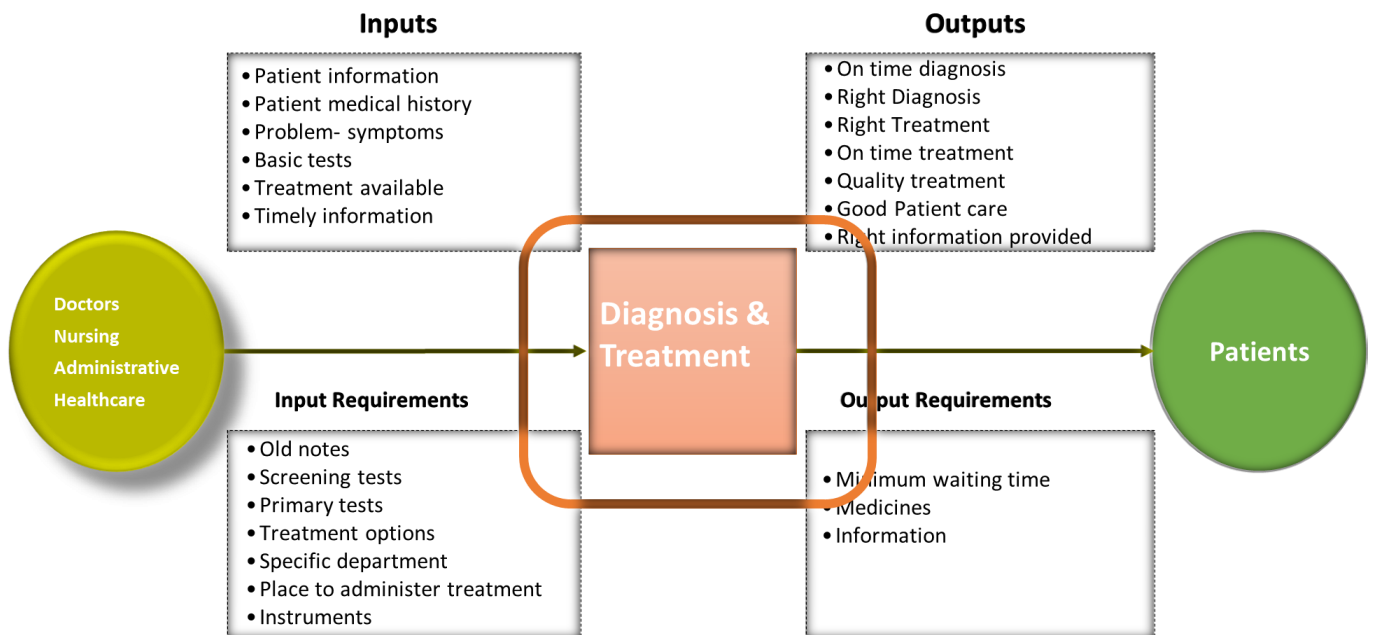 Inputs
• Patient information
• Patient medical history
• Problem- symptoms
• Basic tests
• Treatment available
• Timely information
Outputs
• On time diagnosis
• Right Diagnosis
• Right Treatment
• On time treatment
• Quality treatment
• Good Patient care
• Right information provided
Doctors
Nursing
Administrative
Healthcare
Diagnosis &
Treatment
Patients
Input Requirements
• Old notes
• Screening tests
• Primary tests
• Treatment options
• Specific department
• Place to administer treatment
• Instruments
Output Requirements
• Minimum waiting time
• Medicines
• Information